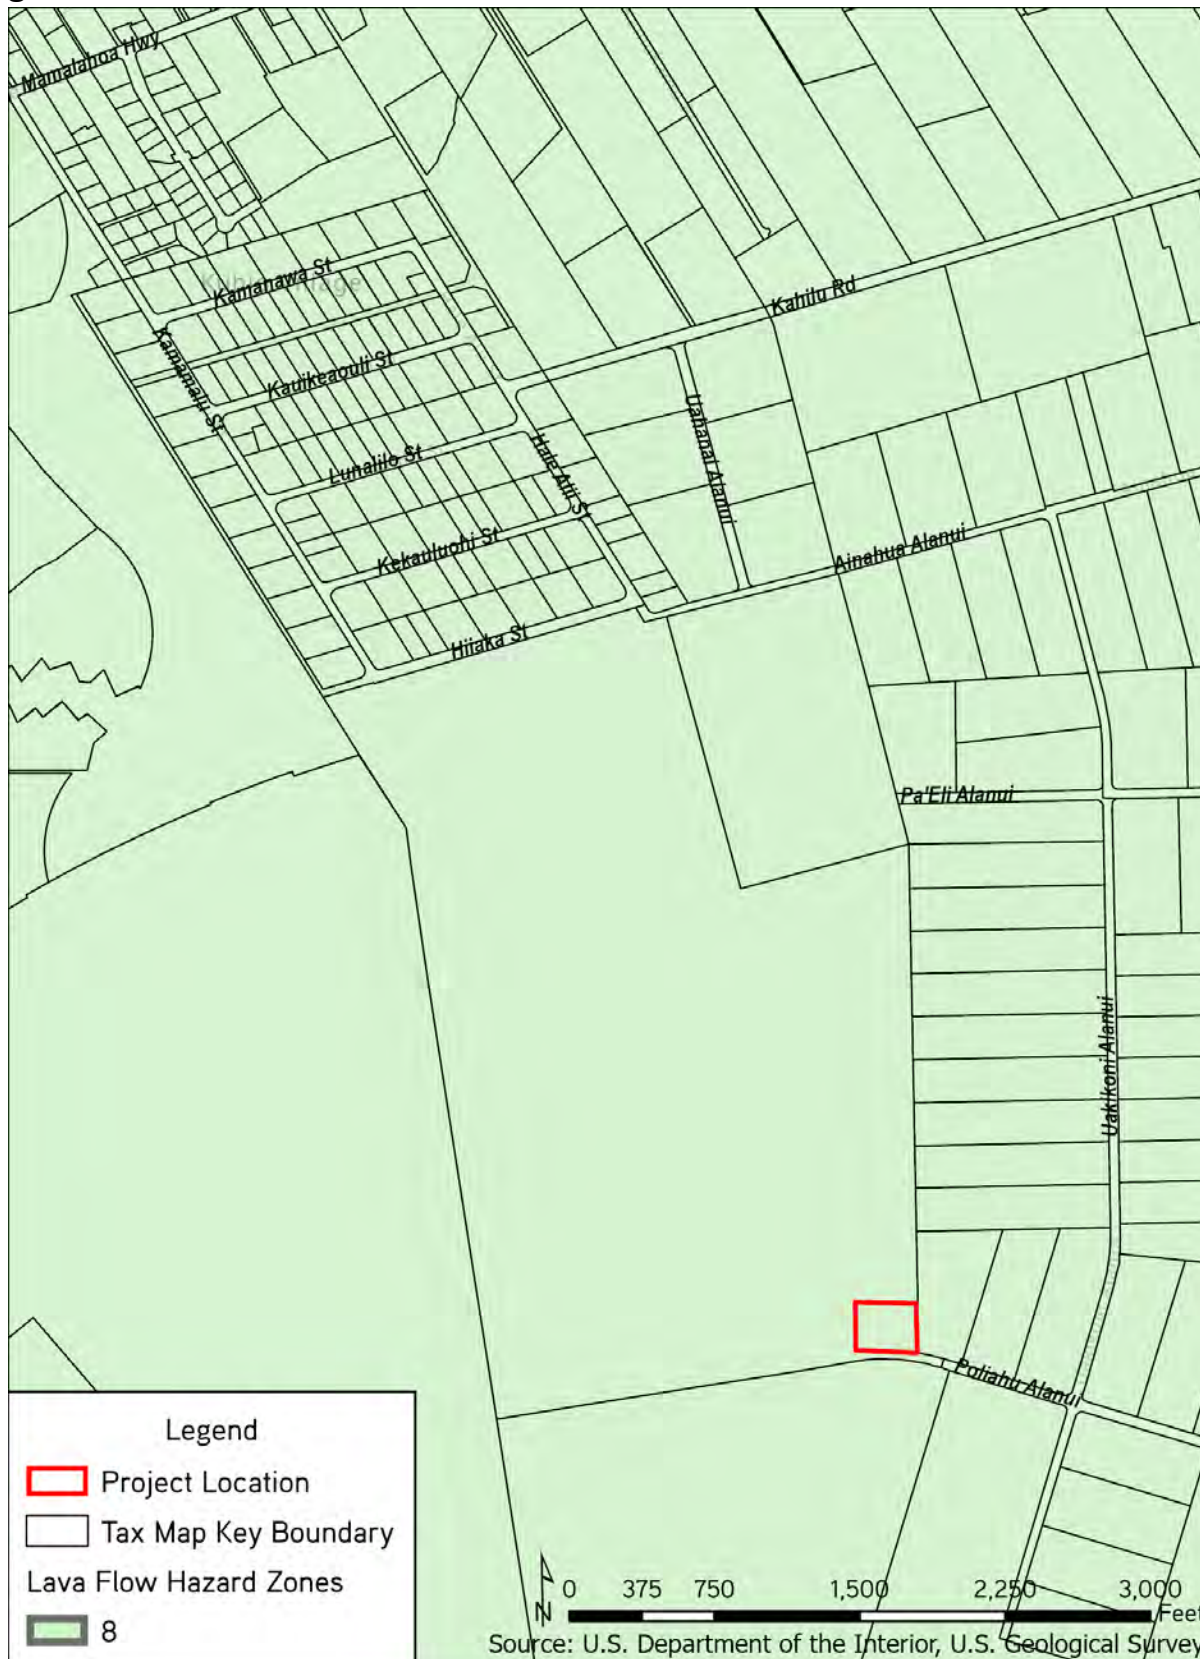 Mamalahoa Hwy
Kamahawa St
Kahilu Rd
Kamamalu St
Kauikeaouli St
Uahanai Alanui
Lunalilo St
Hale Alii St
Kekauluohi St
Ainahua Alanui
Hiiaka St
Pa'Eli Alanui
Uakikoni Alanui
Poliahu Alanui
Legend
Project Location
Tax Map Key Boundary
Lava Flow Hazard Zones
8
N
0 375 750 1,500 2,250 3,000
Feet
Source: U.S. Department of the Interior, U.S. Geological Survey